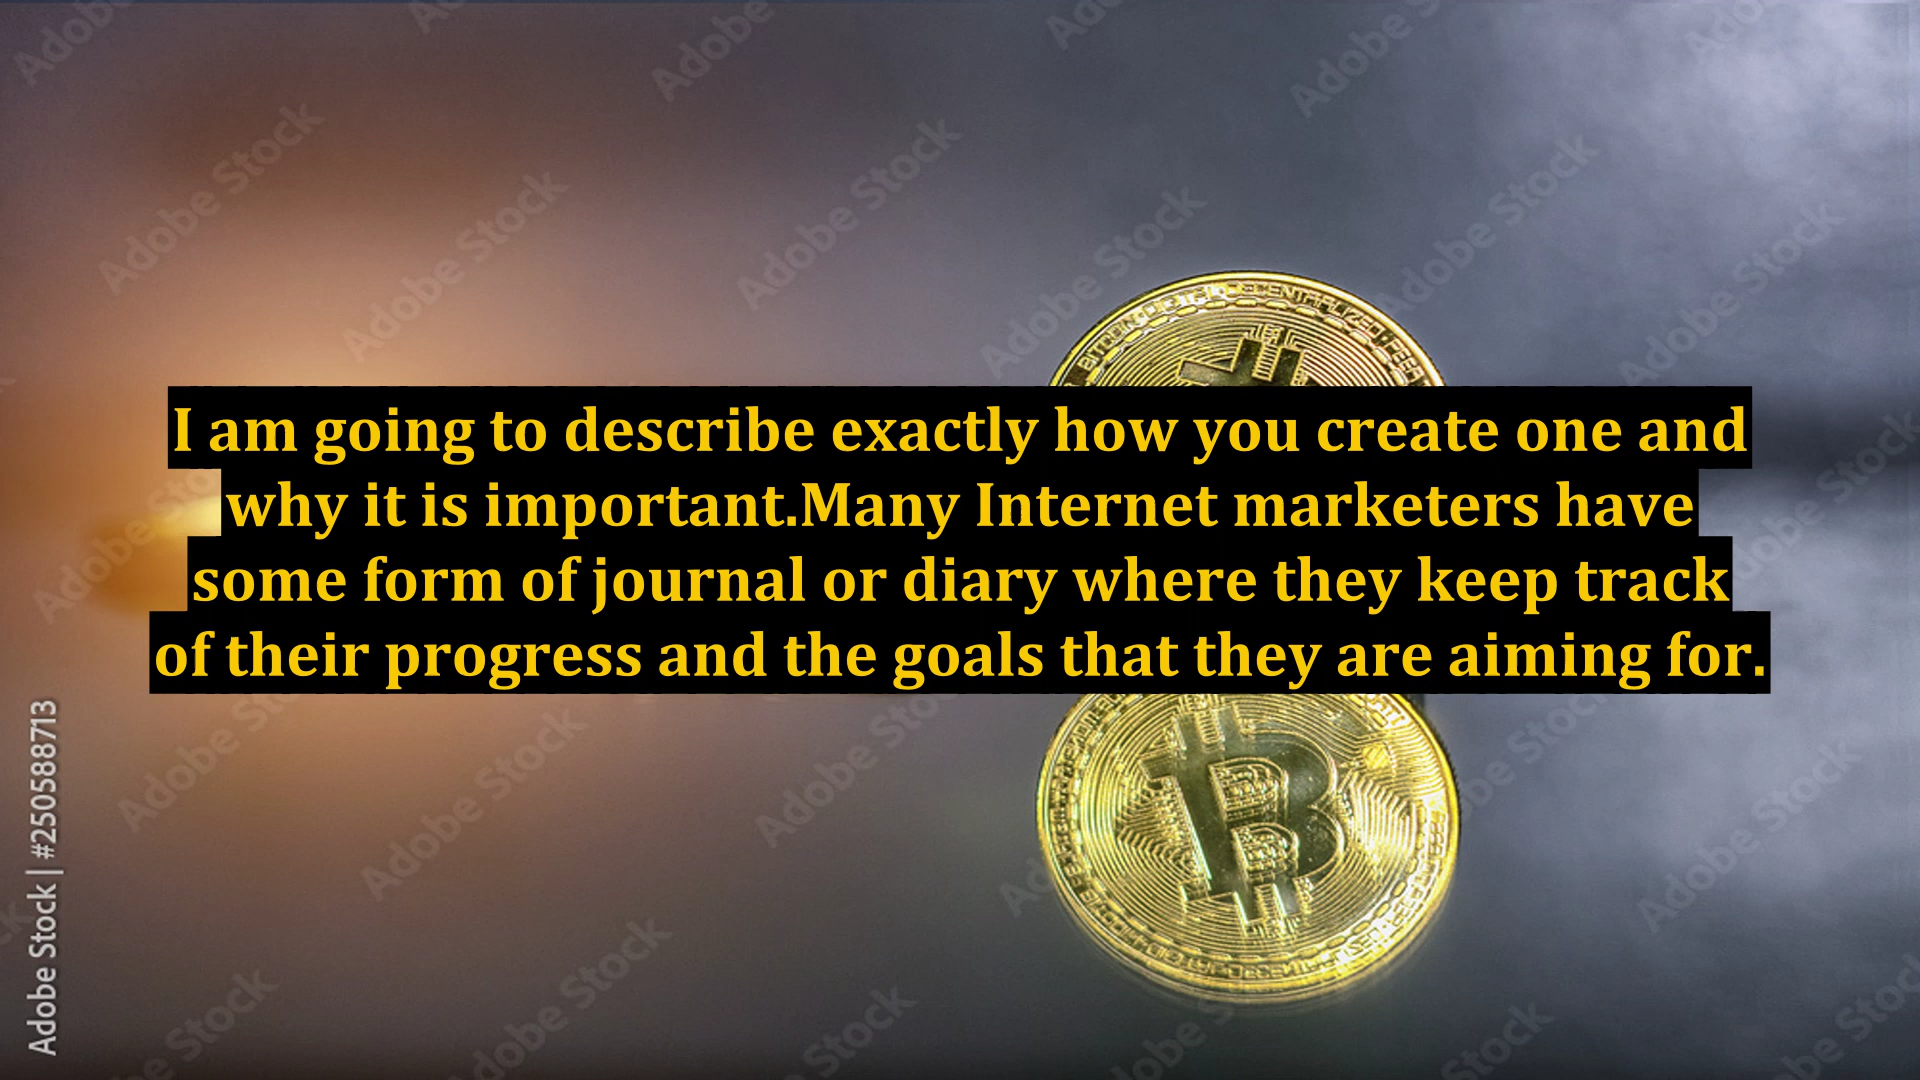 I am going to describe exactly how you create one and
why it is important.Many Internet marketers have
some form of journal or diary where they keep track
of their progress and the goals that they are aiming for.
Adobe Stock | #250588713
Adobe Stock